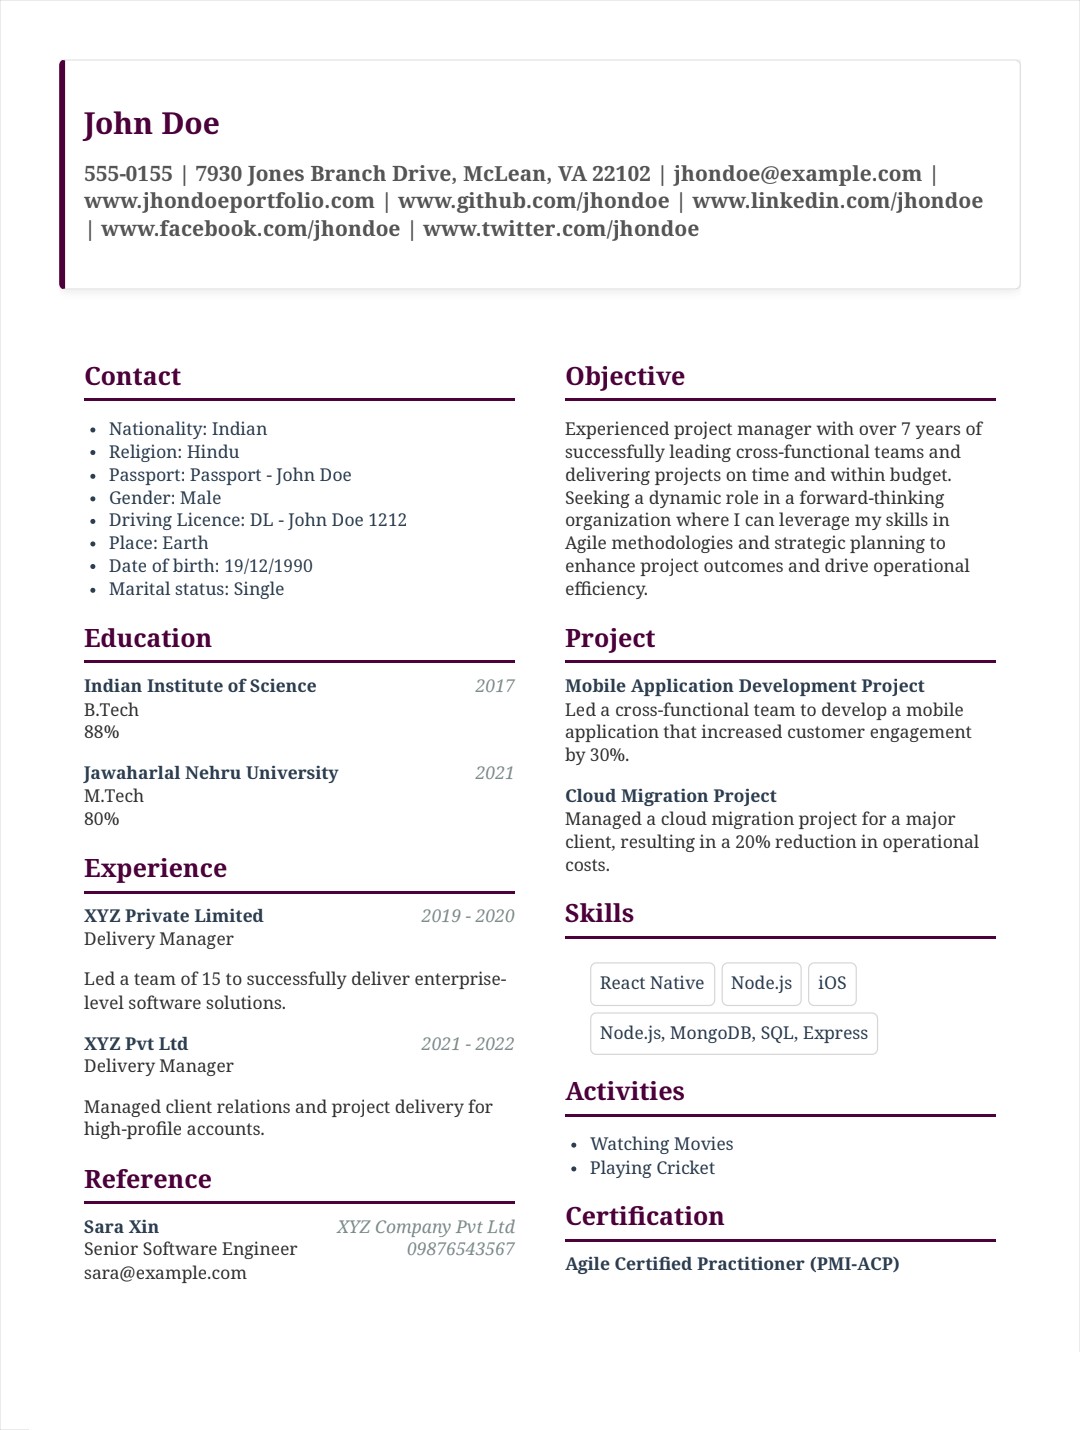 John Doe
555-0155 | 7930 Jones Branch Drive, McLean, VA 22102 | jhondoe@example.com |
www.jhondoeportfolio.com | www.github.com/jhondoe | www.linkedin.com/jhondoe
| www.facebook.com/jhondoe | www.twitter.com/jhondoe
Contact
• Nationality: Indian
• Religion: Hindu
• Passport: Passport - John Doe
• Gender: Male
• Driving Licence: DL - John Doe 1212
• Place: Earth
• Date of birth: 19/12/1990
• Marital status: Single
Education
Indian Institute of Science 2017
B.Tech
88%
Jawaharlal Nehru University 2021
M.Tech
80%
Experience
XYZ Private Limited 2019 - 2020
Delivery Manager
Led a team of 15 to successfully deliver enterprise-
level software solutions.
XYZ Pvt Ltd 2021 - 2022
Delivery Manager
Managed client relations and project delivery for
high-profile accounts.
Reference
Sara Xin XYZ Company Pvt Ltd
Senior Software Engineer 09876543567
sara@example.com
Objective
Experienced project manager with over 7 years of
successfully leading cross-functional teams and
delivering projects on time and within budget.
Seeking a dynamic role in a forward-thinking
organization where I can leverage my skills in
Agile methodologies and strategic planning to
enhance project outcomes and drive operational
efficiency.
Project
Mobile Application Development Project
Led a cross-functional team to develop a mobile
application that increased customer engagement
by 30%.
Cloud Migration Project
Managed a cloud migration project for a major
client, resulting in a 20% reduction in operational
costs.
Skills
React Native Node.js iOS
Node.js, MongoDB, SQL, Express
Activities
• Watching Movies
• Playing Cricket
Certification
Agile Certified Practitioner (PMI-ACP)